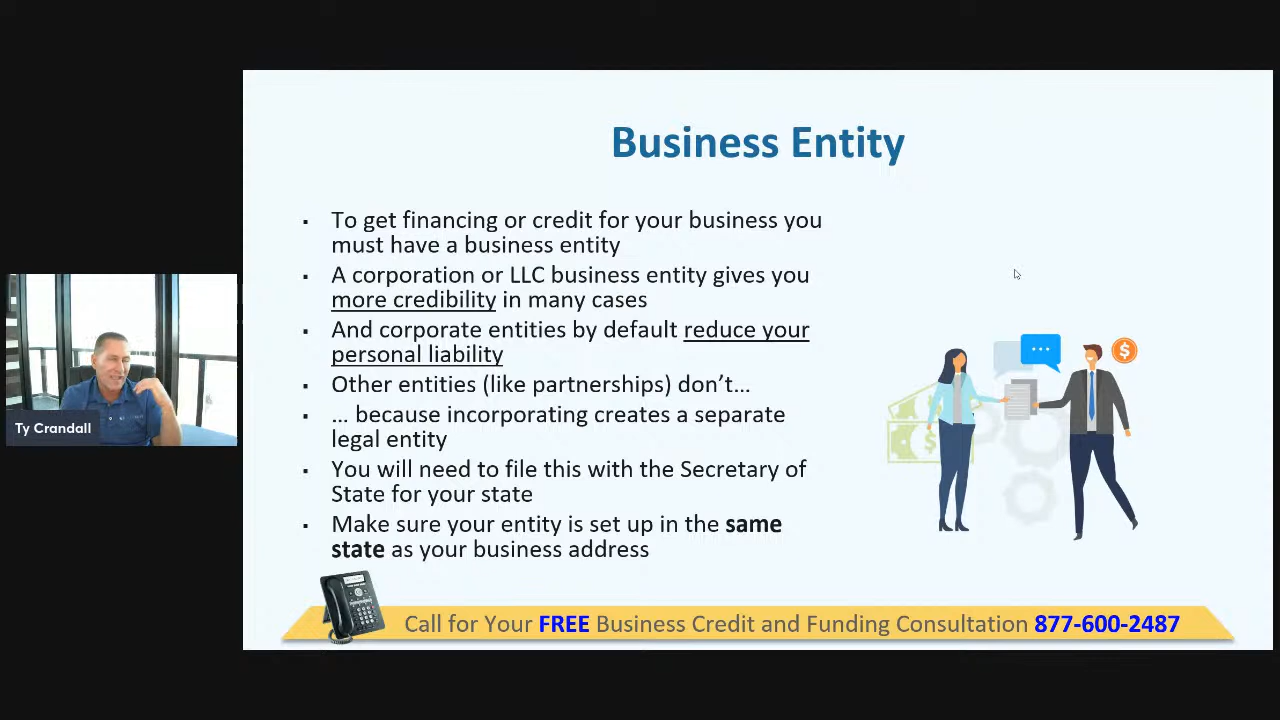 Business Entity
▪ To get financing or credit for your business you
must have a business entity
▪ A corporation or LLC business entity gives you
more credibility in many cases
▪ And corporate entities by default reduce your
personal liability
▪ Other entities (like partnerships) don’t…
▪ … because incorporating creates a separate
legal entity
▪ You will need to file this with the Secretary of
State for your state
▪ Make sure your entity is set up in the same
state as your business address
Ty Crandall
Call for Your FREE Business Credit and Funding Consultation 877-600-2487